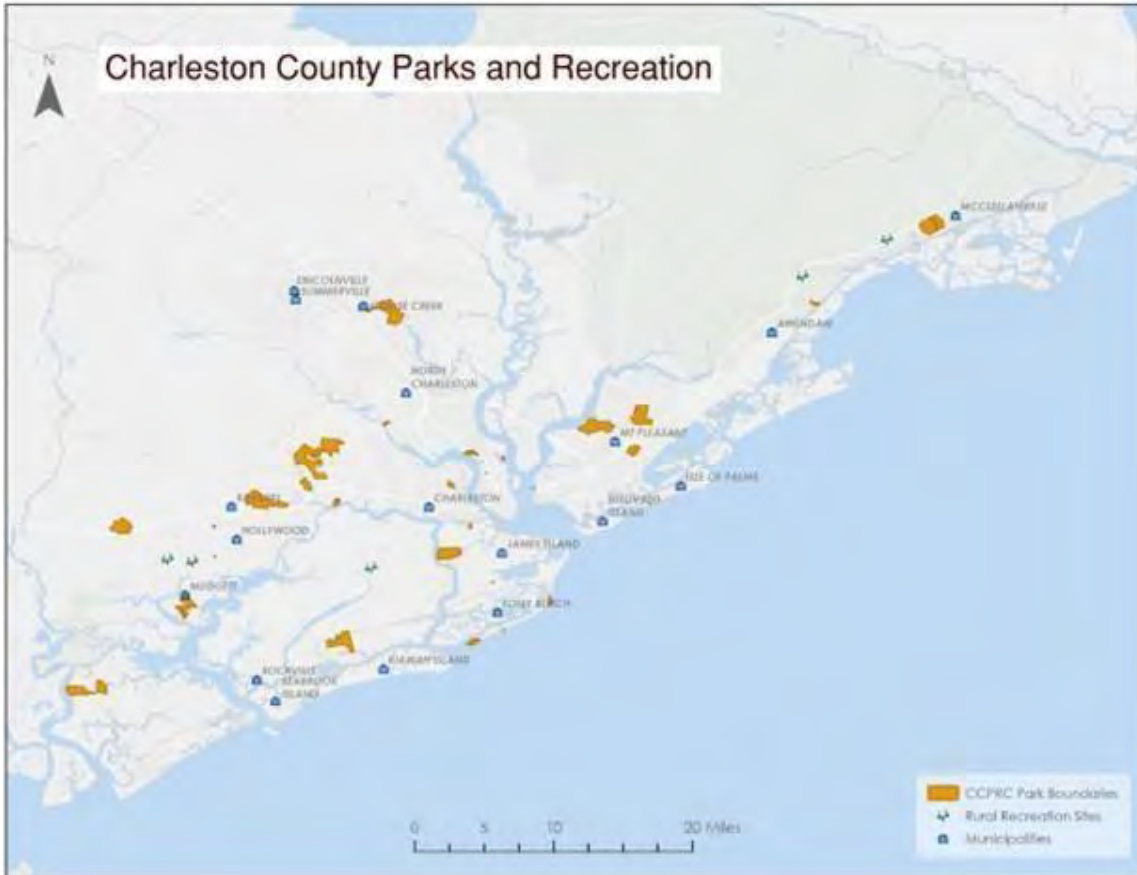 Charleston County Parks and Recreation
N
MCCLELLANVILLE
LINCOLNVILLE
SUMMERVILLE
CREEK
AWENDAW
NORTH
CHARLESTON
MT PLEASANT
ISLE OF PALMS
CHARLESTON
ISLAND
HOLLYWOOD
JAMES ISLAND
FOLLY BEACH
KIAWAH ISLAND
ROCKVILLE
SEABROOK
ISLAND
0 5 10 20 Miles
CCPRC Park Boundaries
Rural Recreation Sites
Municipalities